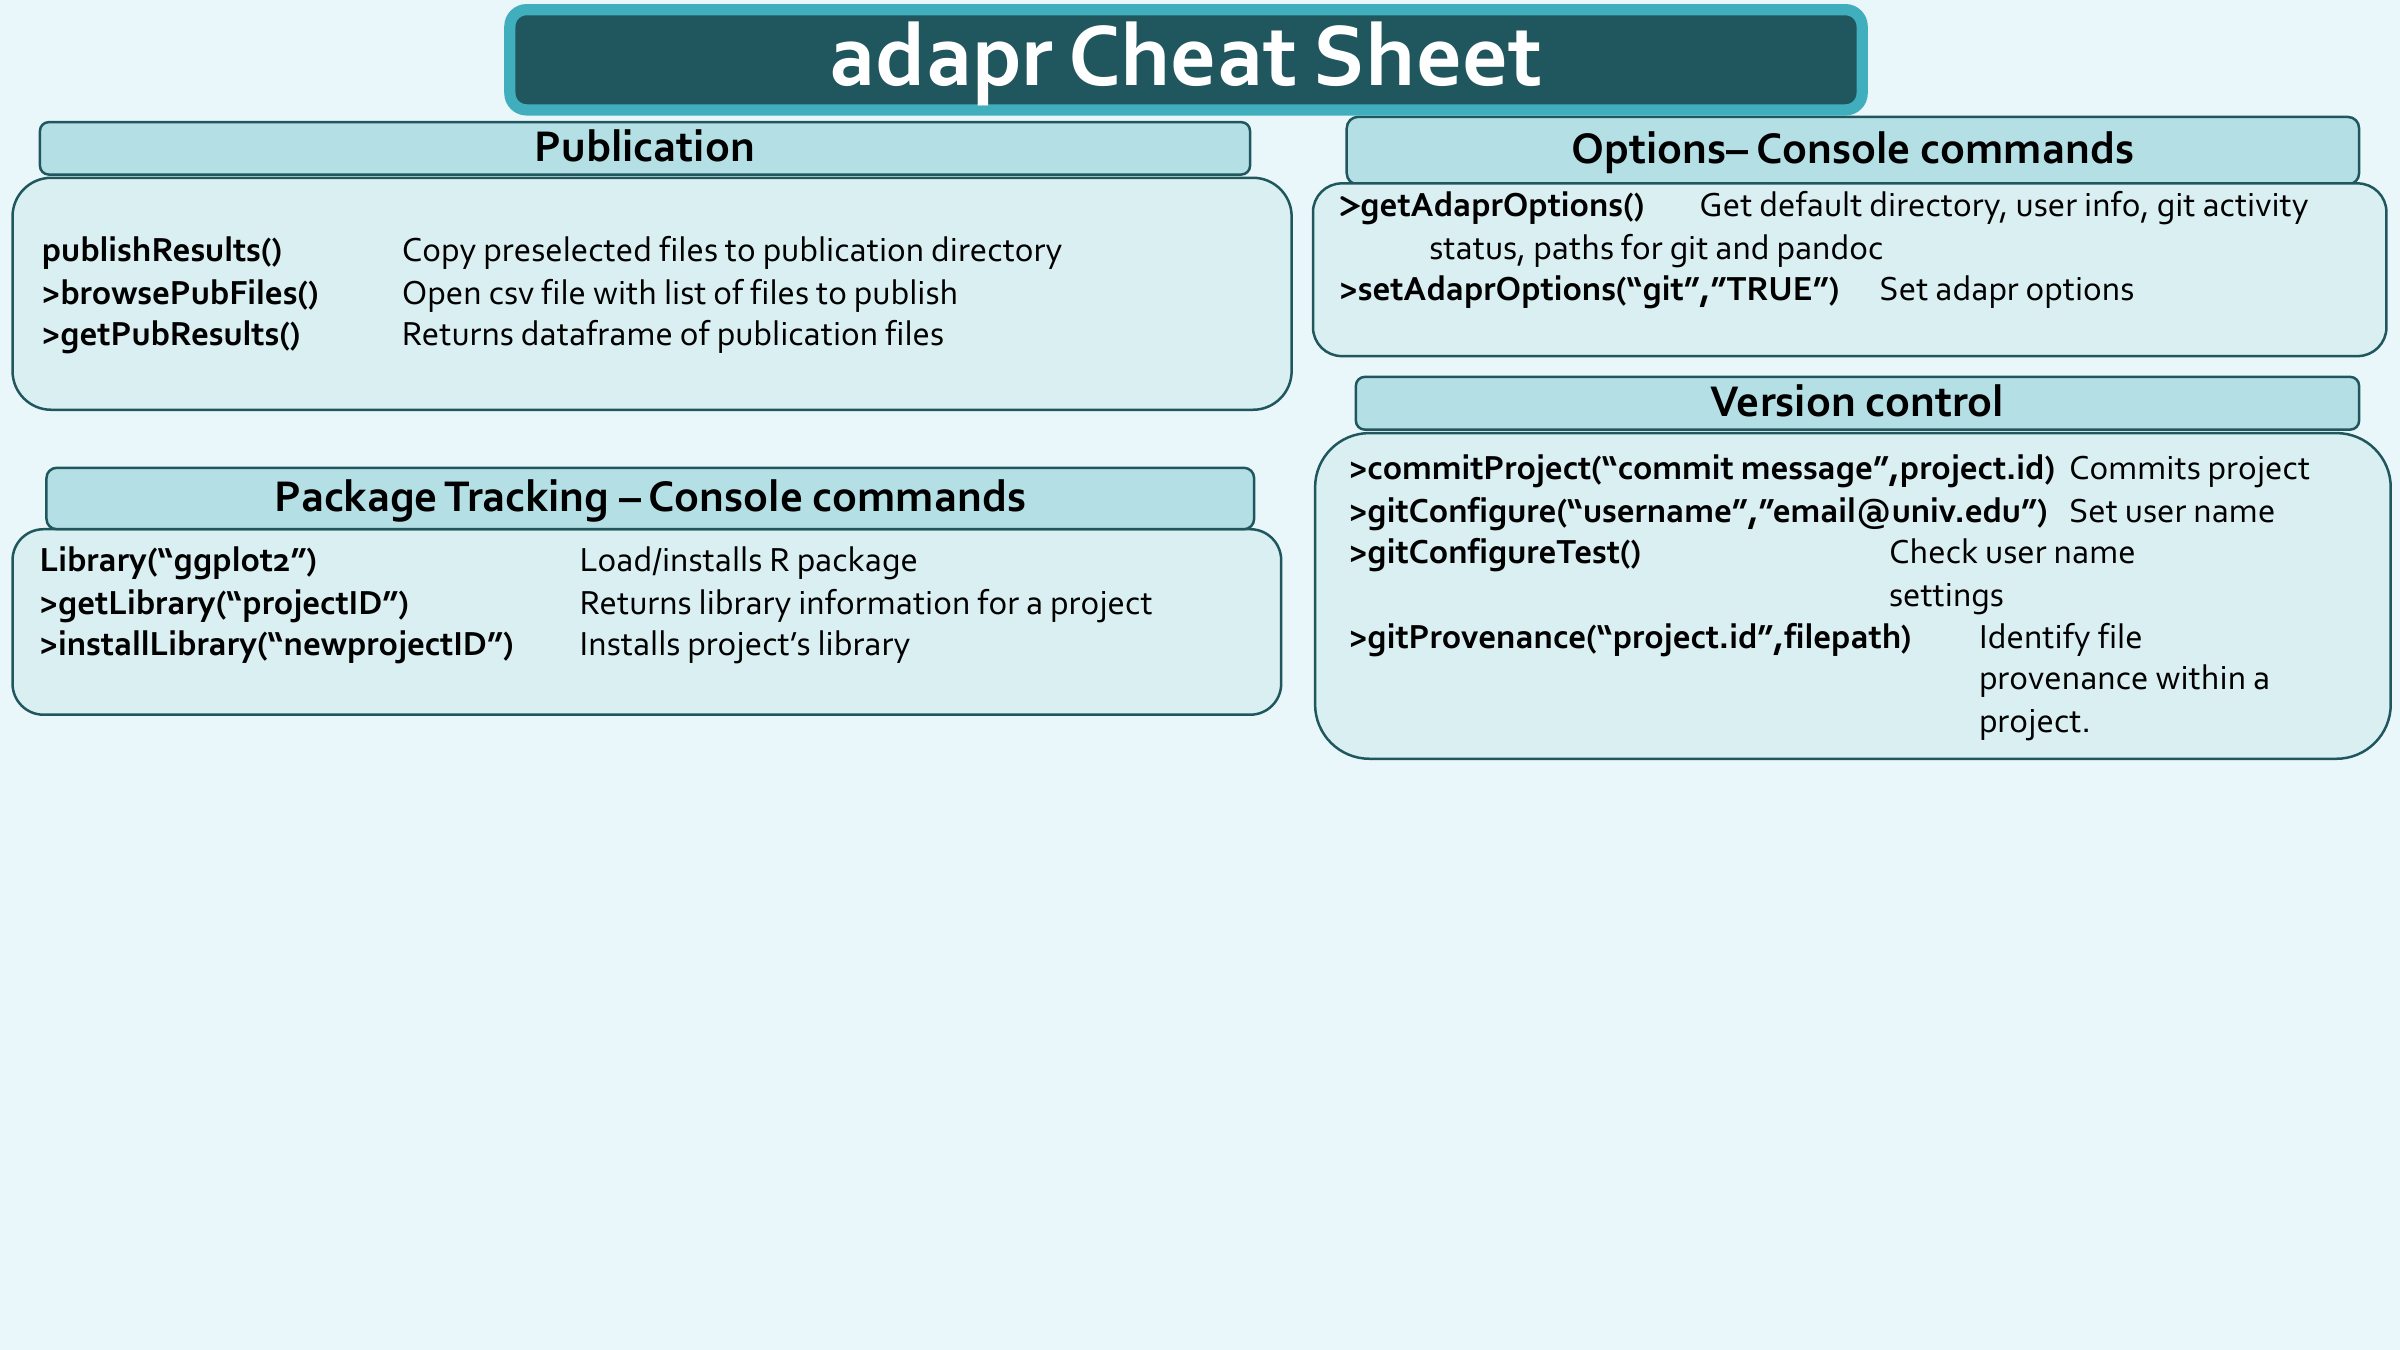 adapr Cheat Sheet
Publication
publishResults() Copy preselected files to publication directory
>browsePubFiles() Open csv file with list of files to publish
>getPubResults() Returns dataframe of publication files
Package Tracking – Console commands
Library(“ggplot2”) Load/installs R package
>getLibrary(“projectID”) Returns library information for a project
>installLibrary(“newprojectID”) Installs project’s library
Options– Console commands
>getAdaprOptions() Get default directory, user info, git activity
status, paths for git and pandoc
>setAdaprOptions(“git”,”TRUE”) Set adapr options
Version control
>commitProject(“commit message”,project.id) Commits project
>gitConfigure(“username”,”email@univ.edu”) Set user name
>gitConfigureTest() Check user name
settings
>gitProvenance(“project.id”,filepath) Identify file
provenance within a
project.